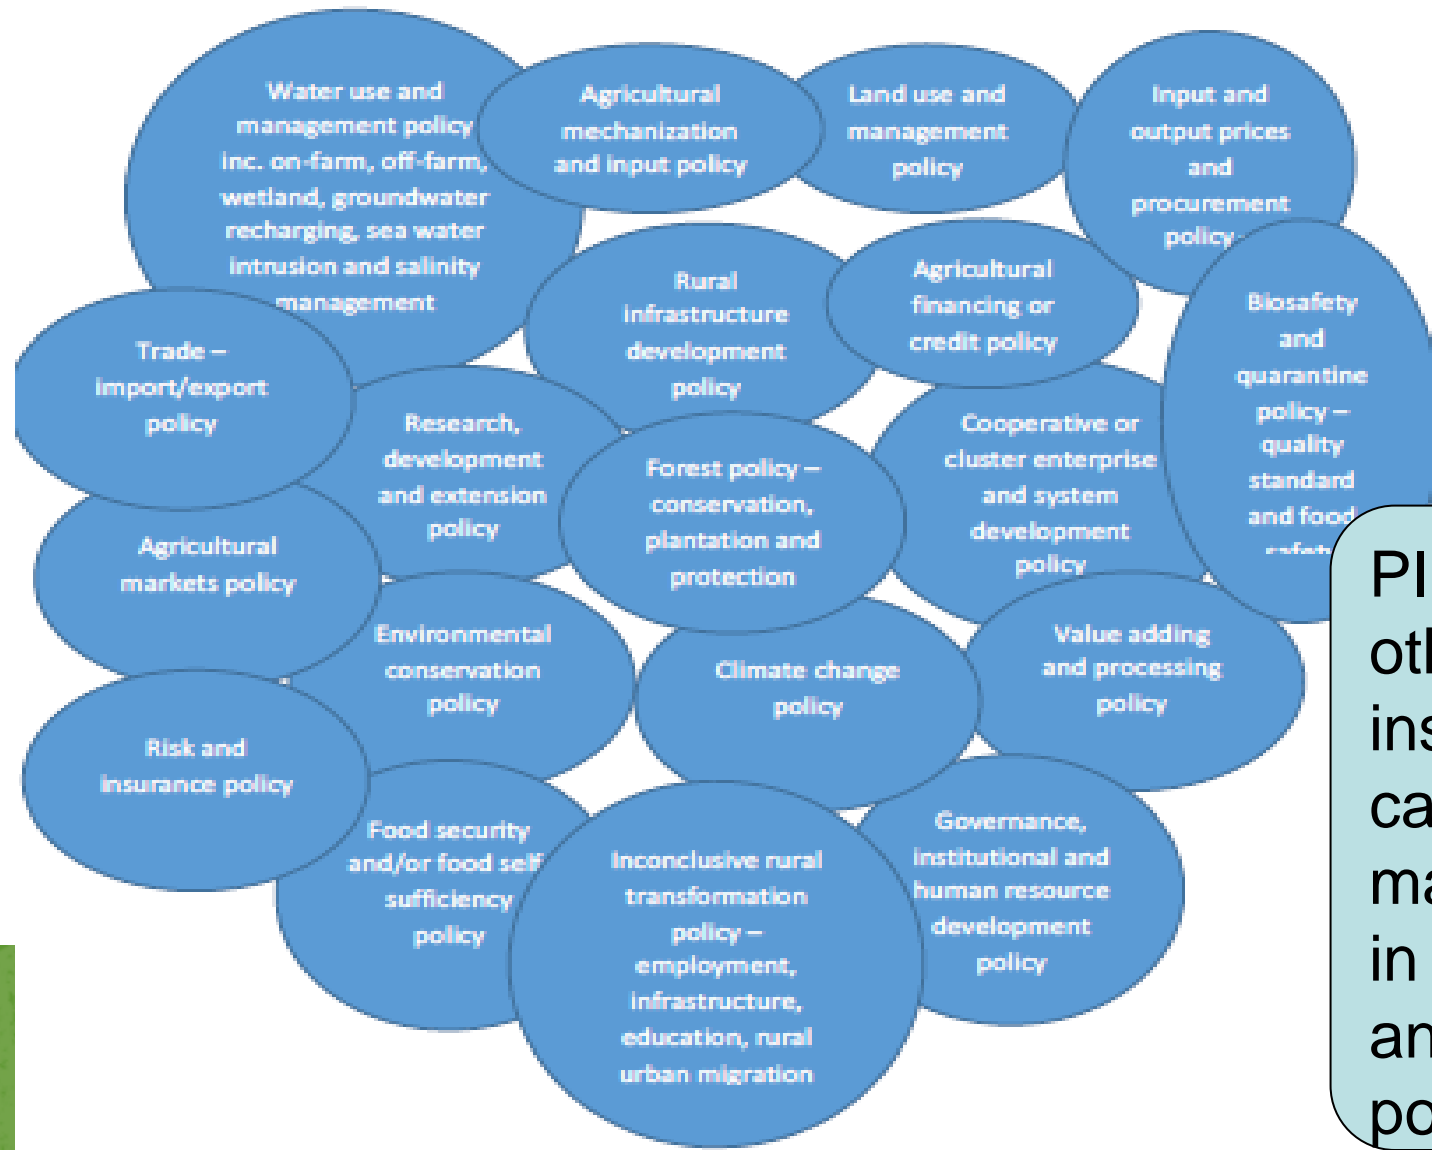 Water use and
management policy
inc. on-farm, off-farm,
wetland, groundwater
recharging, sea water
intrusion and salinity
management
Agricultural
mechanization
and input policy
Land use and
management
policy
Input and
output prices
and
procurement
policy
Trade –
import/export
policy
Rural
infrastructure
development
policy
Agricultural
financing or
credit policy
Biosafety
and
quarantine
policy –
quality
standard
and food
safety
Research,
development
and extension
policy
Forest policy –
conservation,
plantation and
protection
Cooperative or
cluster enterprise
and system
development
policy
Agricultural
markets policy
Environmental
conservation
policy
Climate change
policy
Value adding
and processing
policy
Risk and
insurance policy
Food security
and/or food self
sufficiency
policy
Inconclusive rural
transformation
policy –
employment,
infrastructure,
education, rural
urban migration
Governance,
institutional and
human resource
development
policy
in